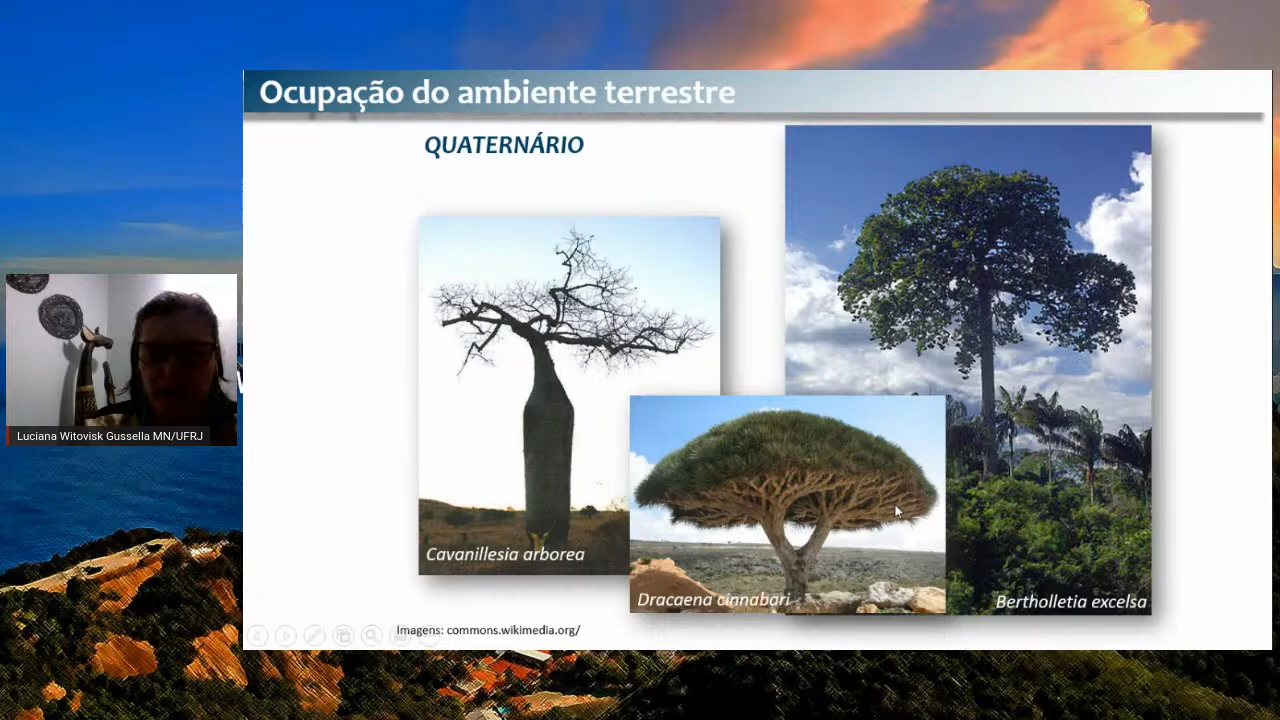 Ocupação do ambiente terrestre
QUATERNÁRIO
Cavanillesia arborea
Dracaena cinnabari
Bertholletia excelsa
Imagens: commons.wikimedia.org/
Luciana Witovisk Gussella MN/UFRJ